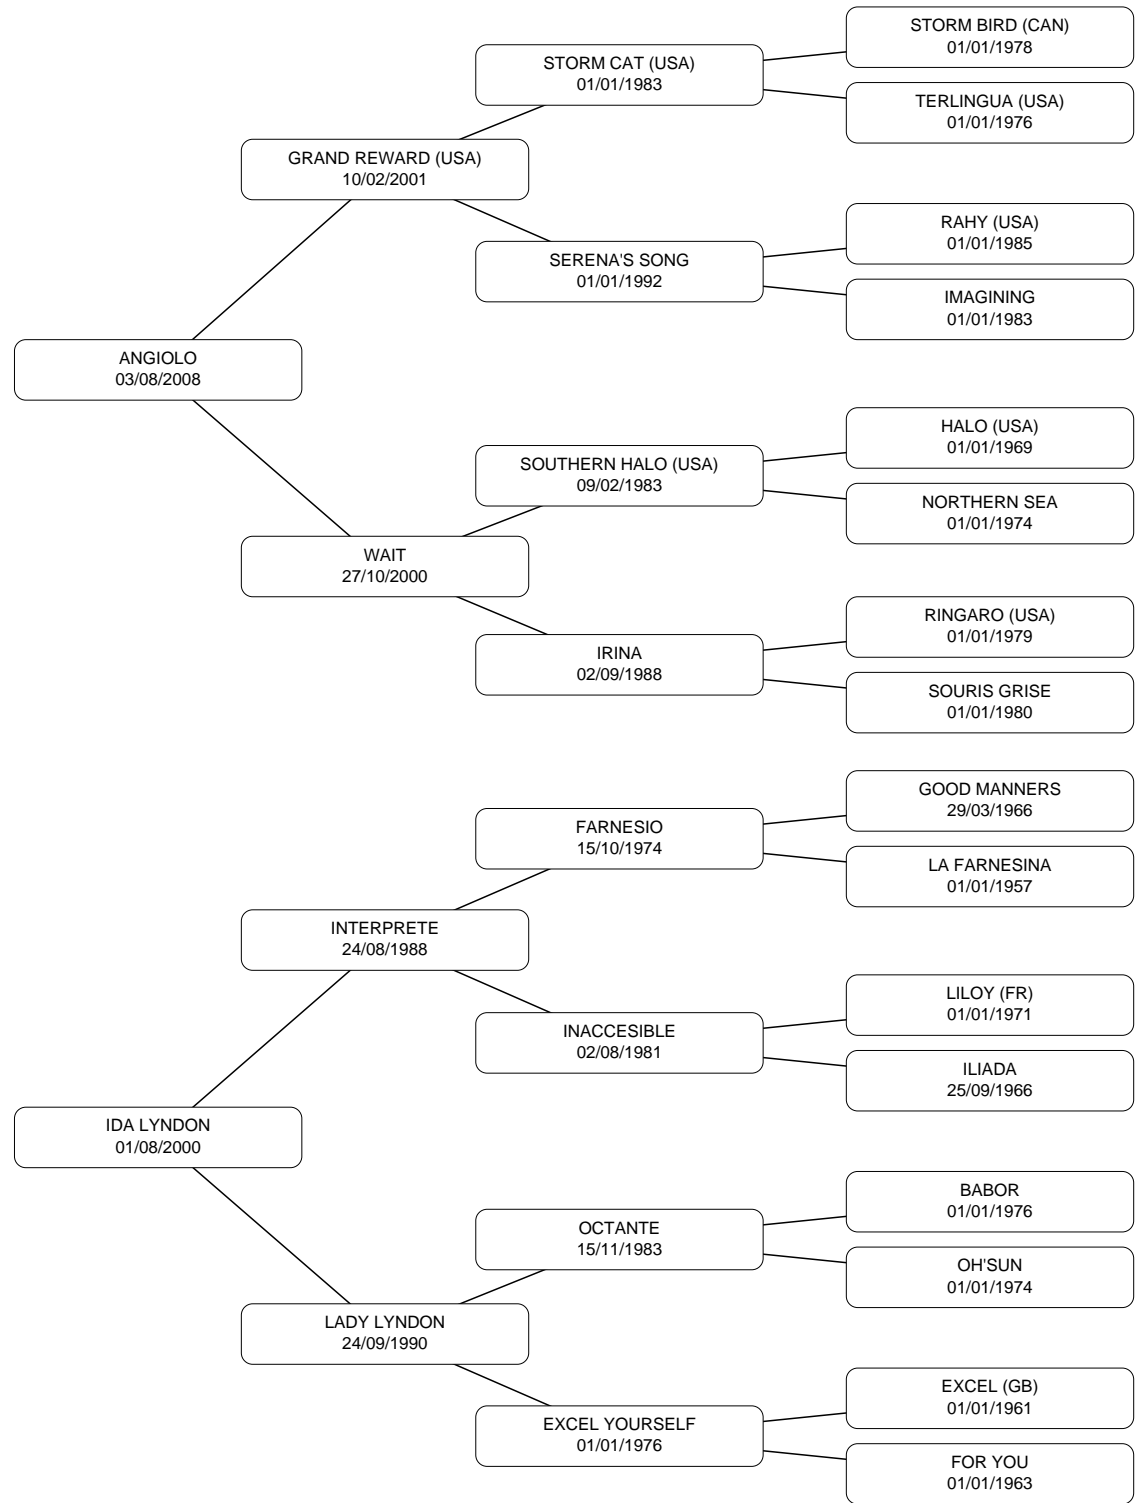 STORM BIRD (CAN)
01/01/1978
STORM CAT (USA)
01/01/1983
TERLINGUA (USA)
01/01/1976
GRAND REWARD (USA)
10/02/2001
RAHY (USA)
01/01/1985
SERENA'S SONG
01/01/1992
IMAGINING
01/01/1983
ANGIOLO
03/08/2008
HALO (USA)
01/01/1969
SOUTHERN HALO (USA)
09/02/1983
NORTHERN SEA
01/01/1974
WAIT
27/10/2000
RINGARO (USA)
01/01/1979
IRINA
02/09/1988
SOURIS GRISE
01/01/1980
GOOD MANNERS
29/03/1966
FARNESIO
15/10/1974
LA FARNESINA
01/01/1957
INTERPRETE
24/08/1988
LILOY (FR)
01/01/1971
INACCESIBLE
02/08/1981
ILIADA
25/09/1966
IDA LYNDON
01/08/2000
BABOR
01/01/1976
OCTANTE
15/11/1983
OH'SUN
01/01/1974
LADY LYNDON
24/09/1990
EXCEL (GB)
01/01/1961
EXCEL YOURSELF
01/01/1976
FOR YOU
01/01/1963